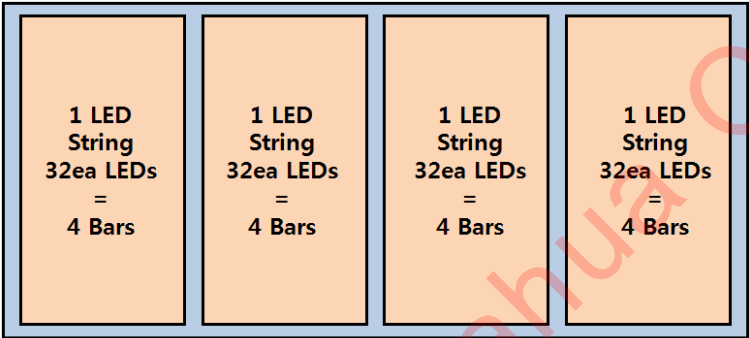 1 LED
String
32ea LEDs
=
4 Bars
1 LED
String
32ea LEDs
=
4 Bars
1 LED
String
32ea LEDs
=
4 Bars
1 LED
String
32ea LEDs
=
4 Bars
ahua